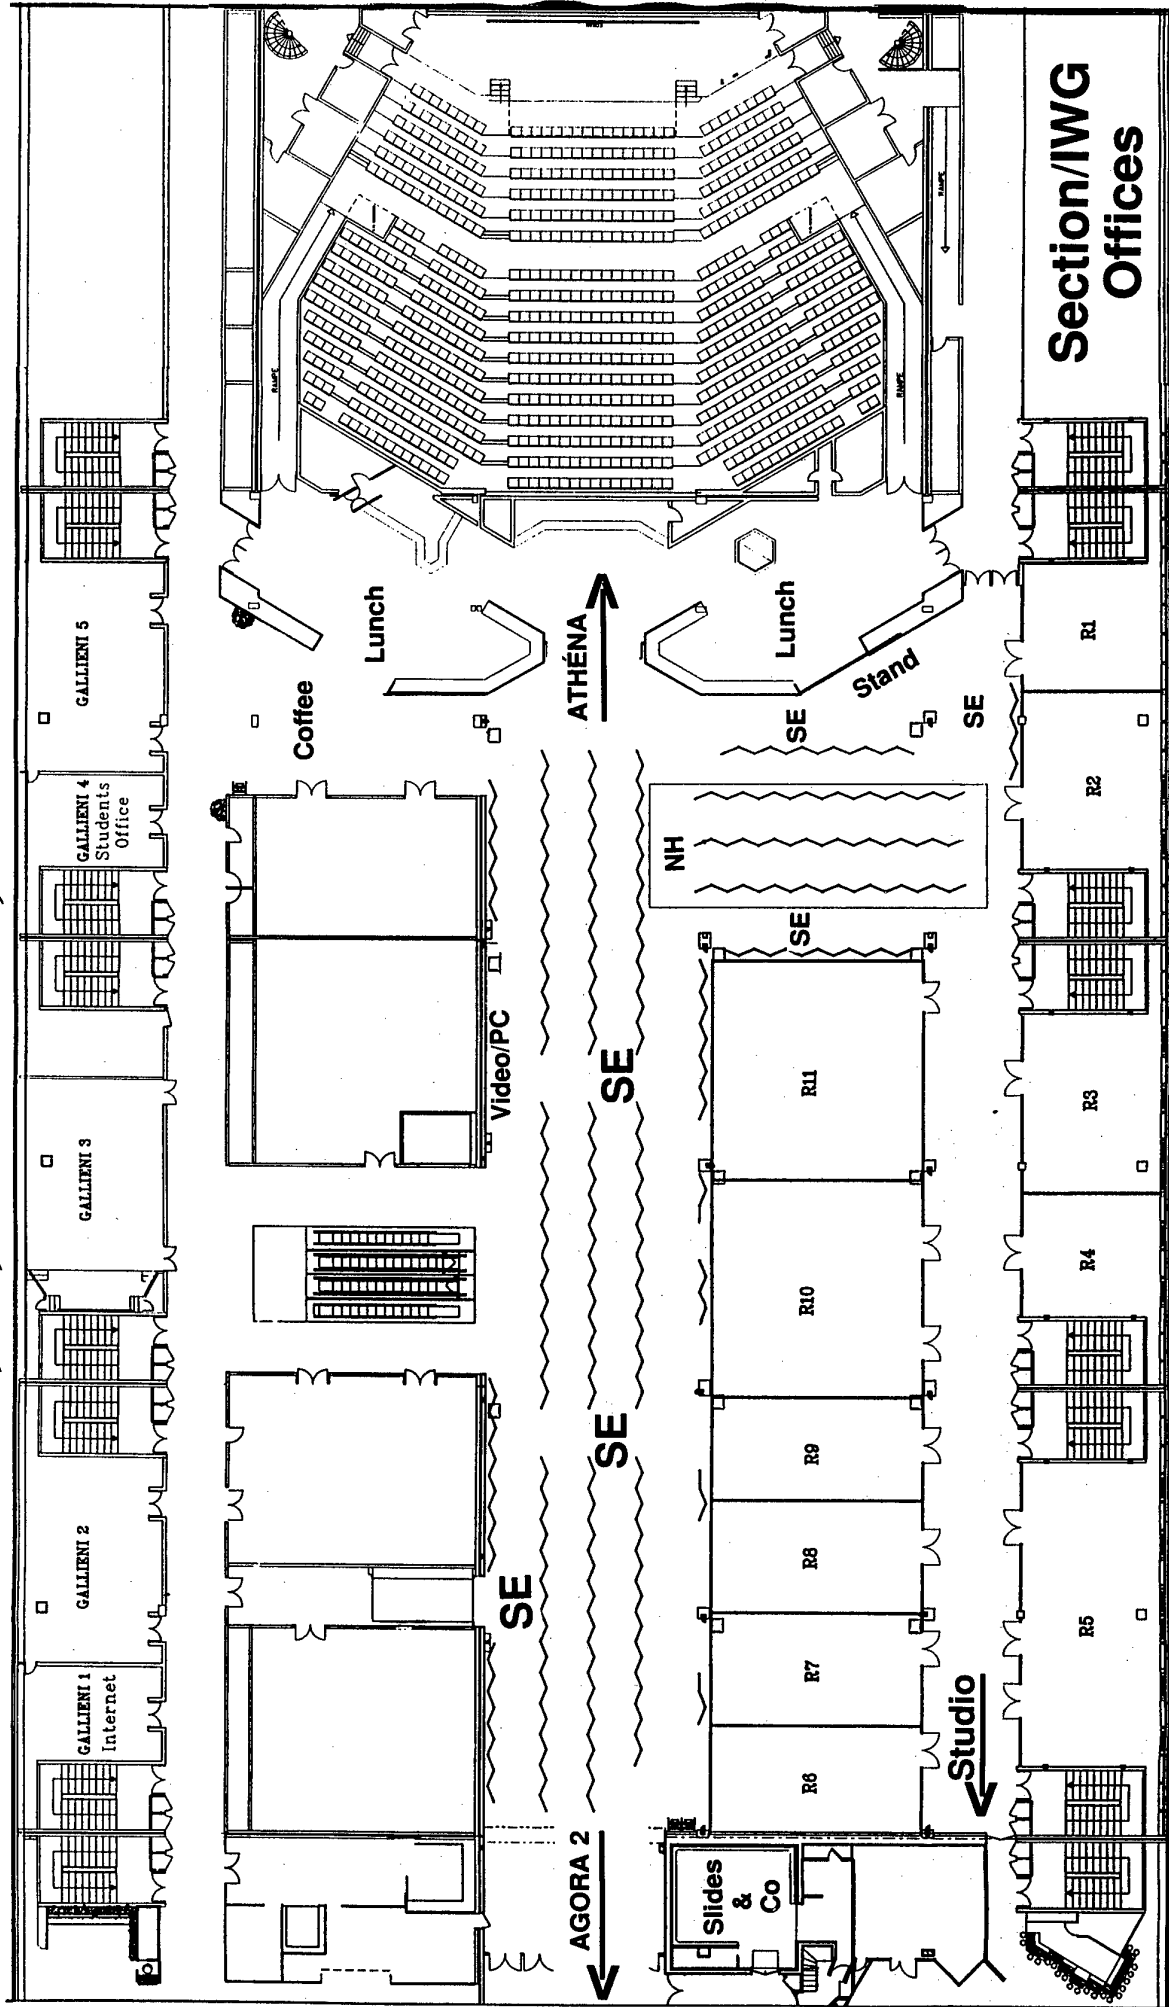 Section/IWG
Offices
RAMPE
RAMPE
RAMPE
GALLIENI 5
GALLIENI 4
Students
Office
GALLIENI 3
GALLIENI 2
GALLIENI 1
Internet
Coffee
Lunch
ATHÉNA
Lunch
Stand
SE
SE
NH
SE
Video/PC
SE
SE
SE
AGORA 2
R1
R2
R3
R4
R5
R11
R10
R9
R8
R7
R6
Studio
Slides
&
Co